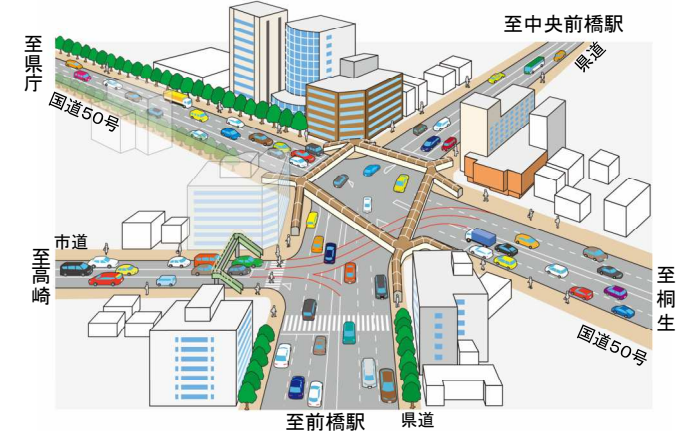 至中央前橋駅
県道
至県庁
国道50号
市道
至高崎
至桐生
国道50号
至前橋駅
県道